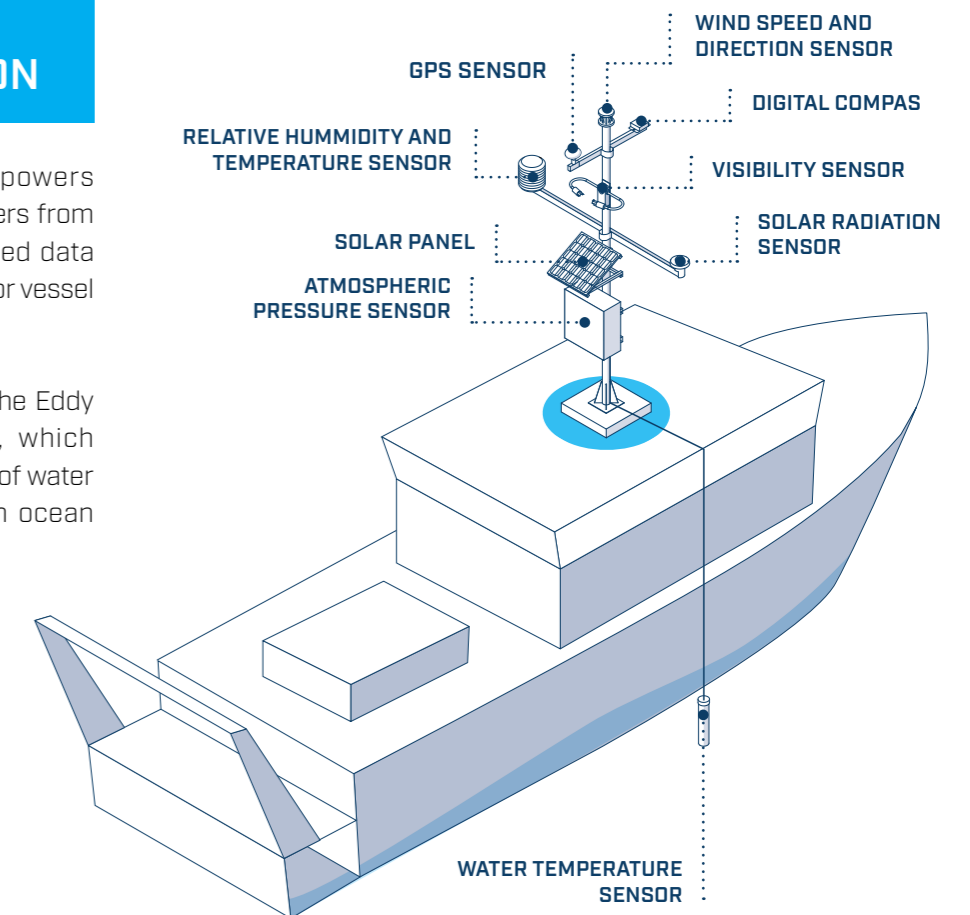 ON
powers
ers from
ed data
or vessel
he Eddy
, which
of water
n ocean
WIND SPEED AND
DIRECTION SENSOR
GPS SENSOR
DIGITAL COMPAS
RELATIVE HUMMIDITY AND
TEMPERATURE SENSOR
VISIBILITY SENSOR
SOLAR RADIATION
SENSOR
SOLAR PANEL
ATMOSPHERIC
PRESSURE SENSOR
WATER TEMPERATURE
SENSOR